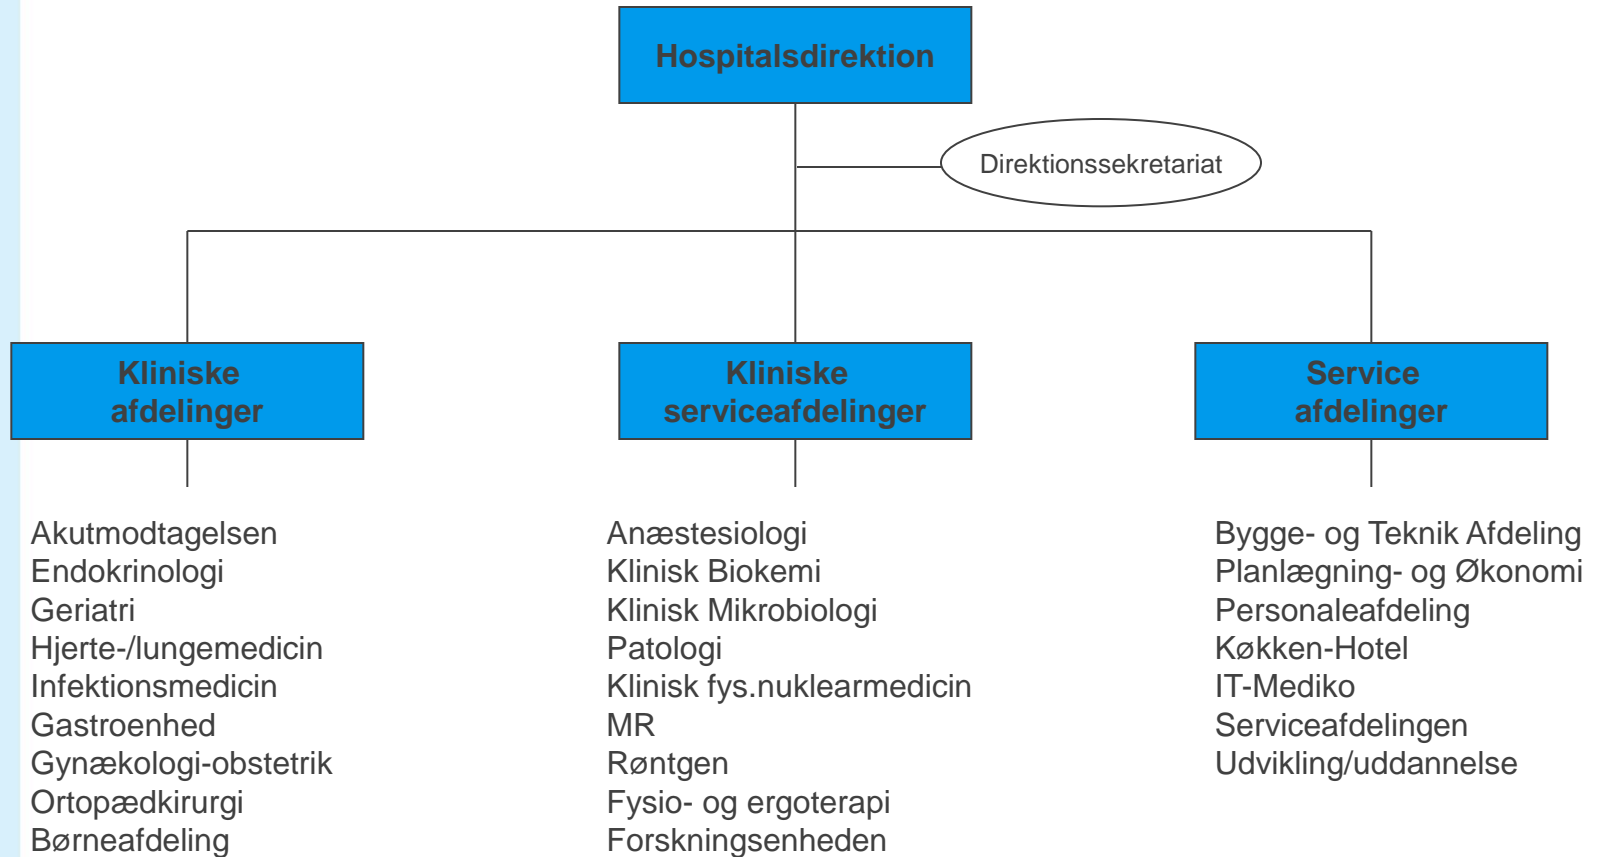 Hospitalsdirektion
Direktionssekretariat
Kliniske
afdelinger
Kliniske
serviceafdelinger
Service
afdelinger
Akutmodtagelsen
Endokrinologi
Geriatri
Hjerte-/lungemedicin
Infektionsmedicin
Gastroenhed
Gynækologi-obstetrik
Ortopædkirurgi
Børneafdeling
Anæstesiologi
Klinisk Biokemi
Klinisk Mikrobiologi
Patologi
Klinisk fys.nuklearmedicin
MR
Røntgen
Fysio- og ergoterapi
Forskningsenheden
Bygge- og Teknik Afdeling
Planlægning- og Økonomi
Personaleafdeling
Køkken-Hotel
IT-Mediko
Serviceafdelingen
Udvikling/uddannelse